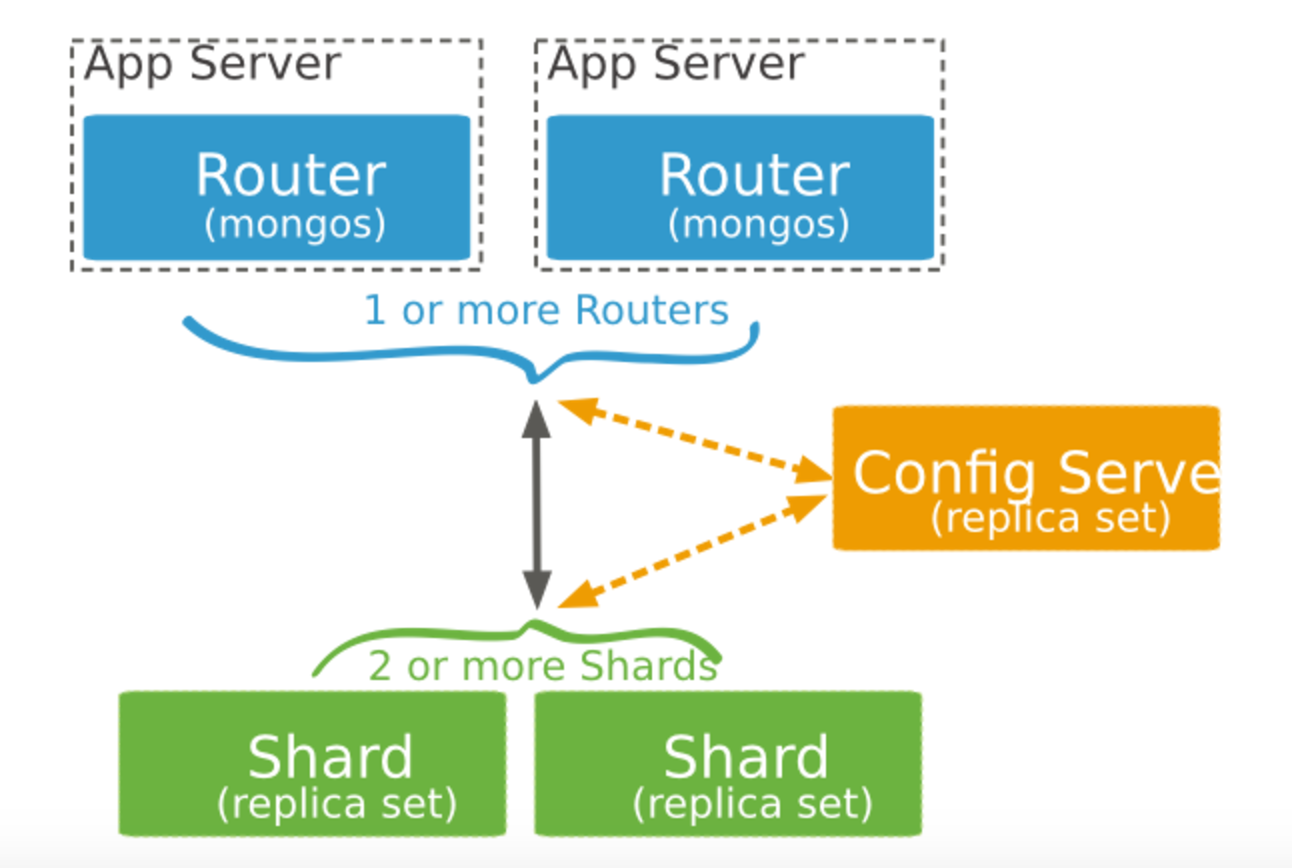 App Server
App Server
Router
(mongos)
Router
(mongos)
1 or more Routers
Config Serve
(replica set)
2 or more Shards
Shard
(replica set)
Shard
(replica set)